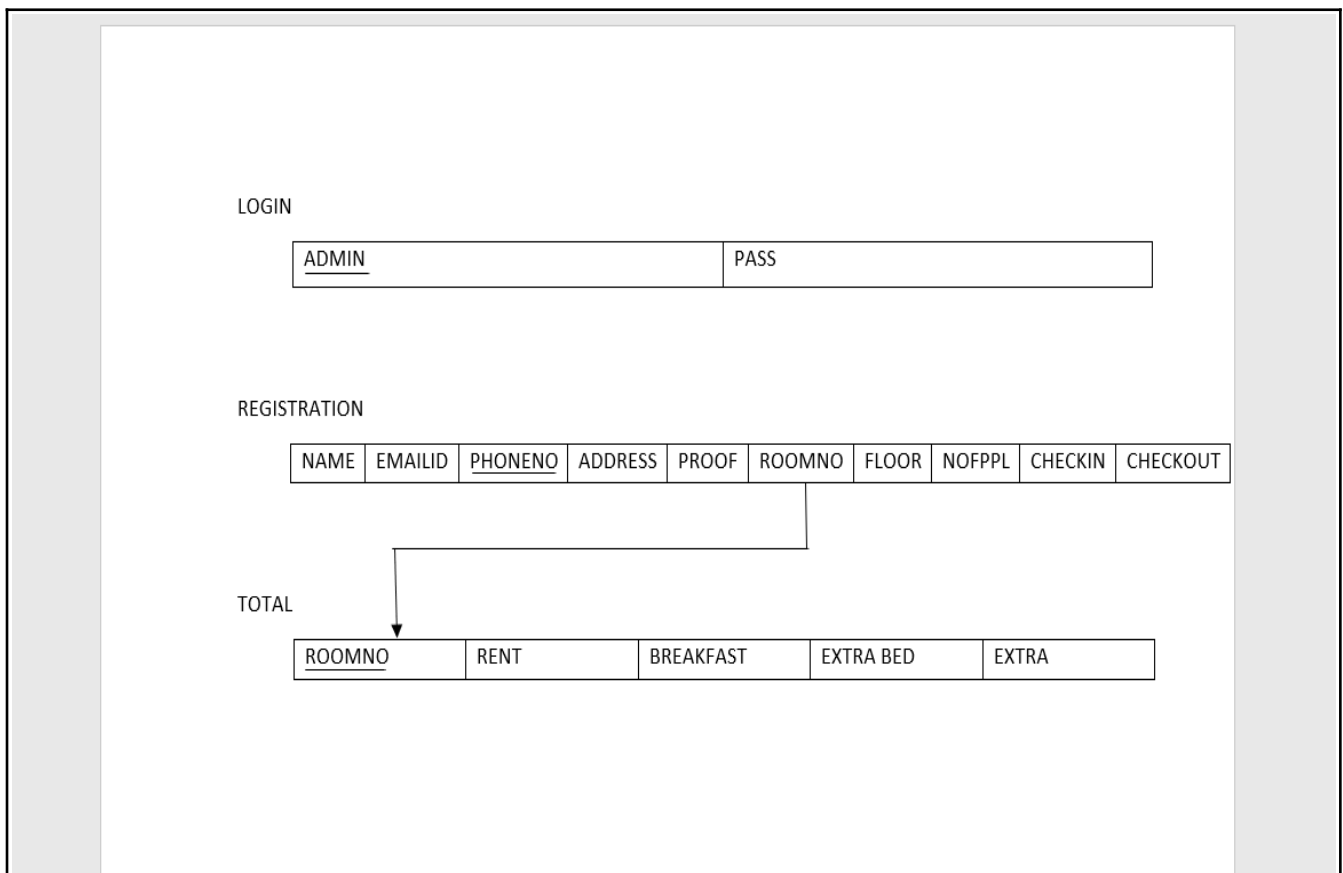 LOGIN
ADMIN PASS
REGISTRATION
NAME EMAILID PHONENO ADDRESS PROOF ROOMNO FLOOR NOFPPL CHECKIN CHECKOUT
TOTAL
ROOMNO RENT BREAKFAST EXTRA BED EXTRA